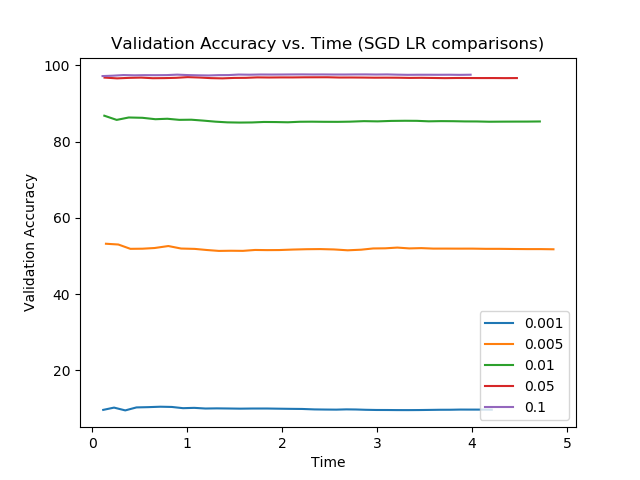 Validation Accuracy vs. Time (SGD LR comparisons)
100
80
60
40
20
Validation Accuracy
0.001
0.005
0.01
0.05
0.1
0 1 2 3 4 5
Time